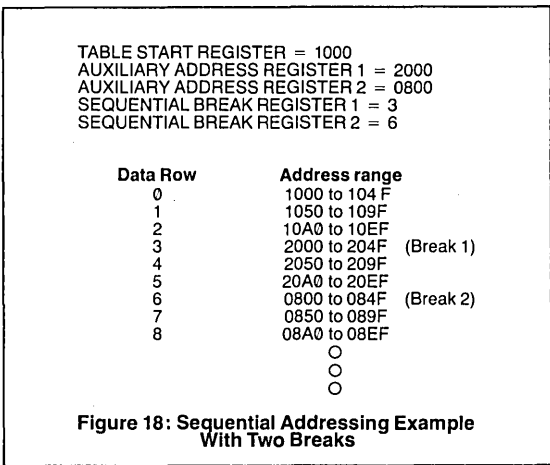 TABLE START REGISTER = 1000
AUXILIARY ADDRESS REGISTER 1 = 2000
AUXILIARY ADDRESS REGISTER 2 = 0800
SEQUENTIAL BREAK REGISTER 1 = 3
SEQUENTIAL BREAK REGISTER 2 = 6
Data Row Address range
0 1000 to 104F
1 1050 to 109F
2 10A0 to 10EF
3 2000 to 204F (Break 1)
4 2050 to 209F
5 20A0 to 20EF
6 0800 to 084F (Break 2)
7 0850 to 089F
8 08A0 to 08EF
Figure 18: Sequential Addressing Example
With Two Breaks